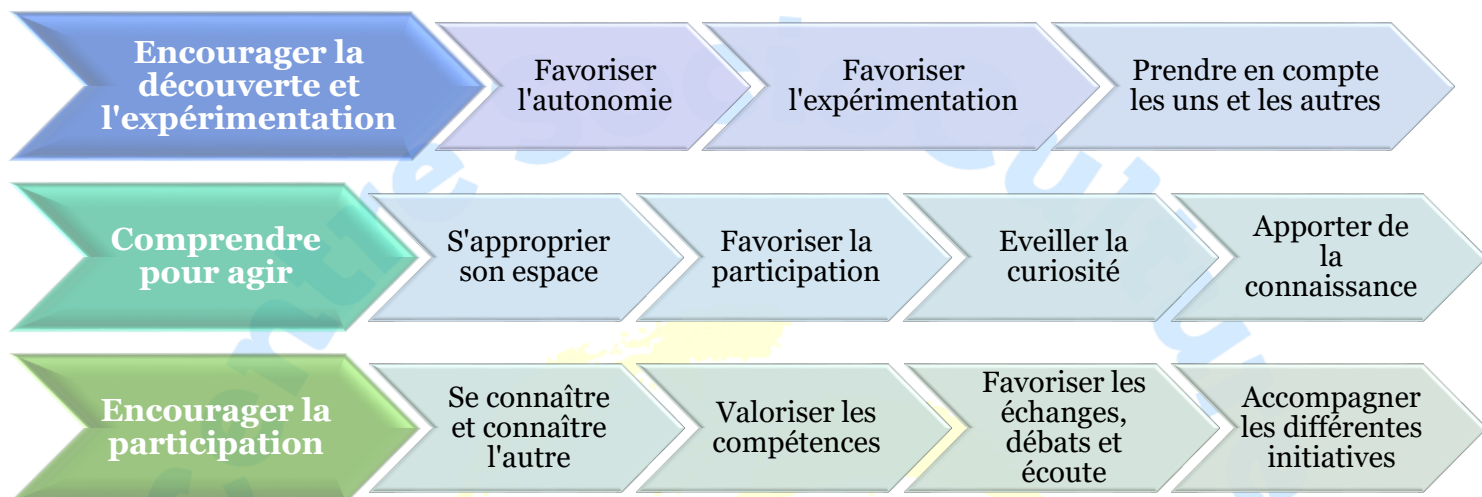 Encourager la
découverte et
l'expérimentation
Favoriser
l'autonomie
Favoriser
l'expérimentation
Prendre en compte
les uns et les autres
Comprendre
pour agir
S'approprier
son espace
Favoriser la
participation
Eveiller la
curiosité
Apporter de
la
connaissance
Encourager la
participation
Se connaître
et connaître
l'autre
Valoriser les
compétences
Favoriser les
échanges,
débats et
écoute
Accompagner
les différentes
initiatives